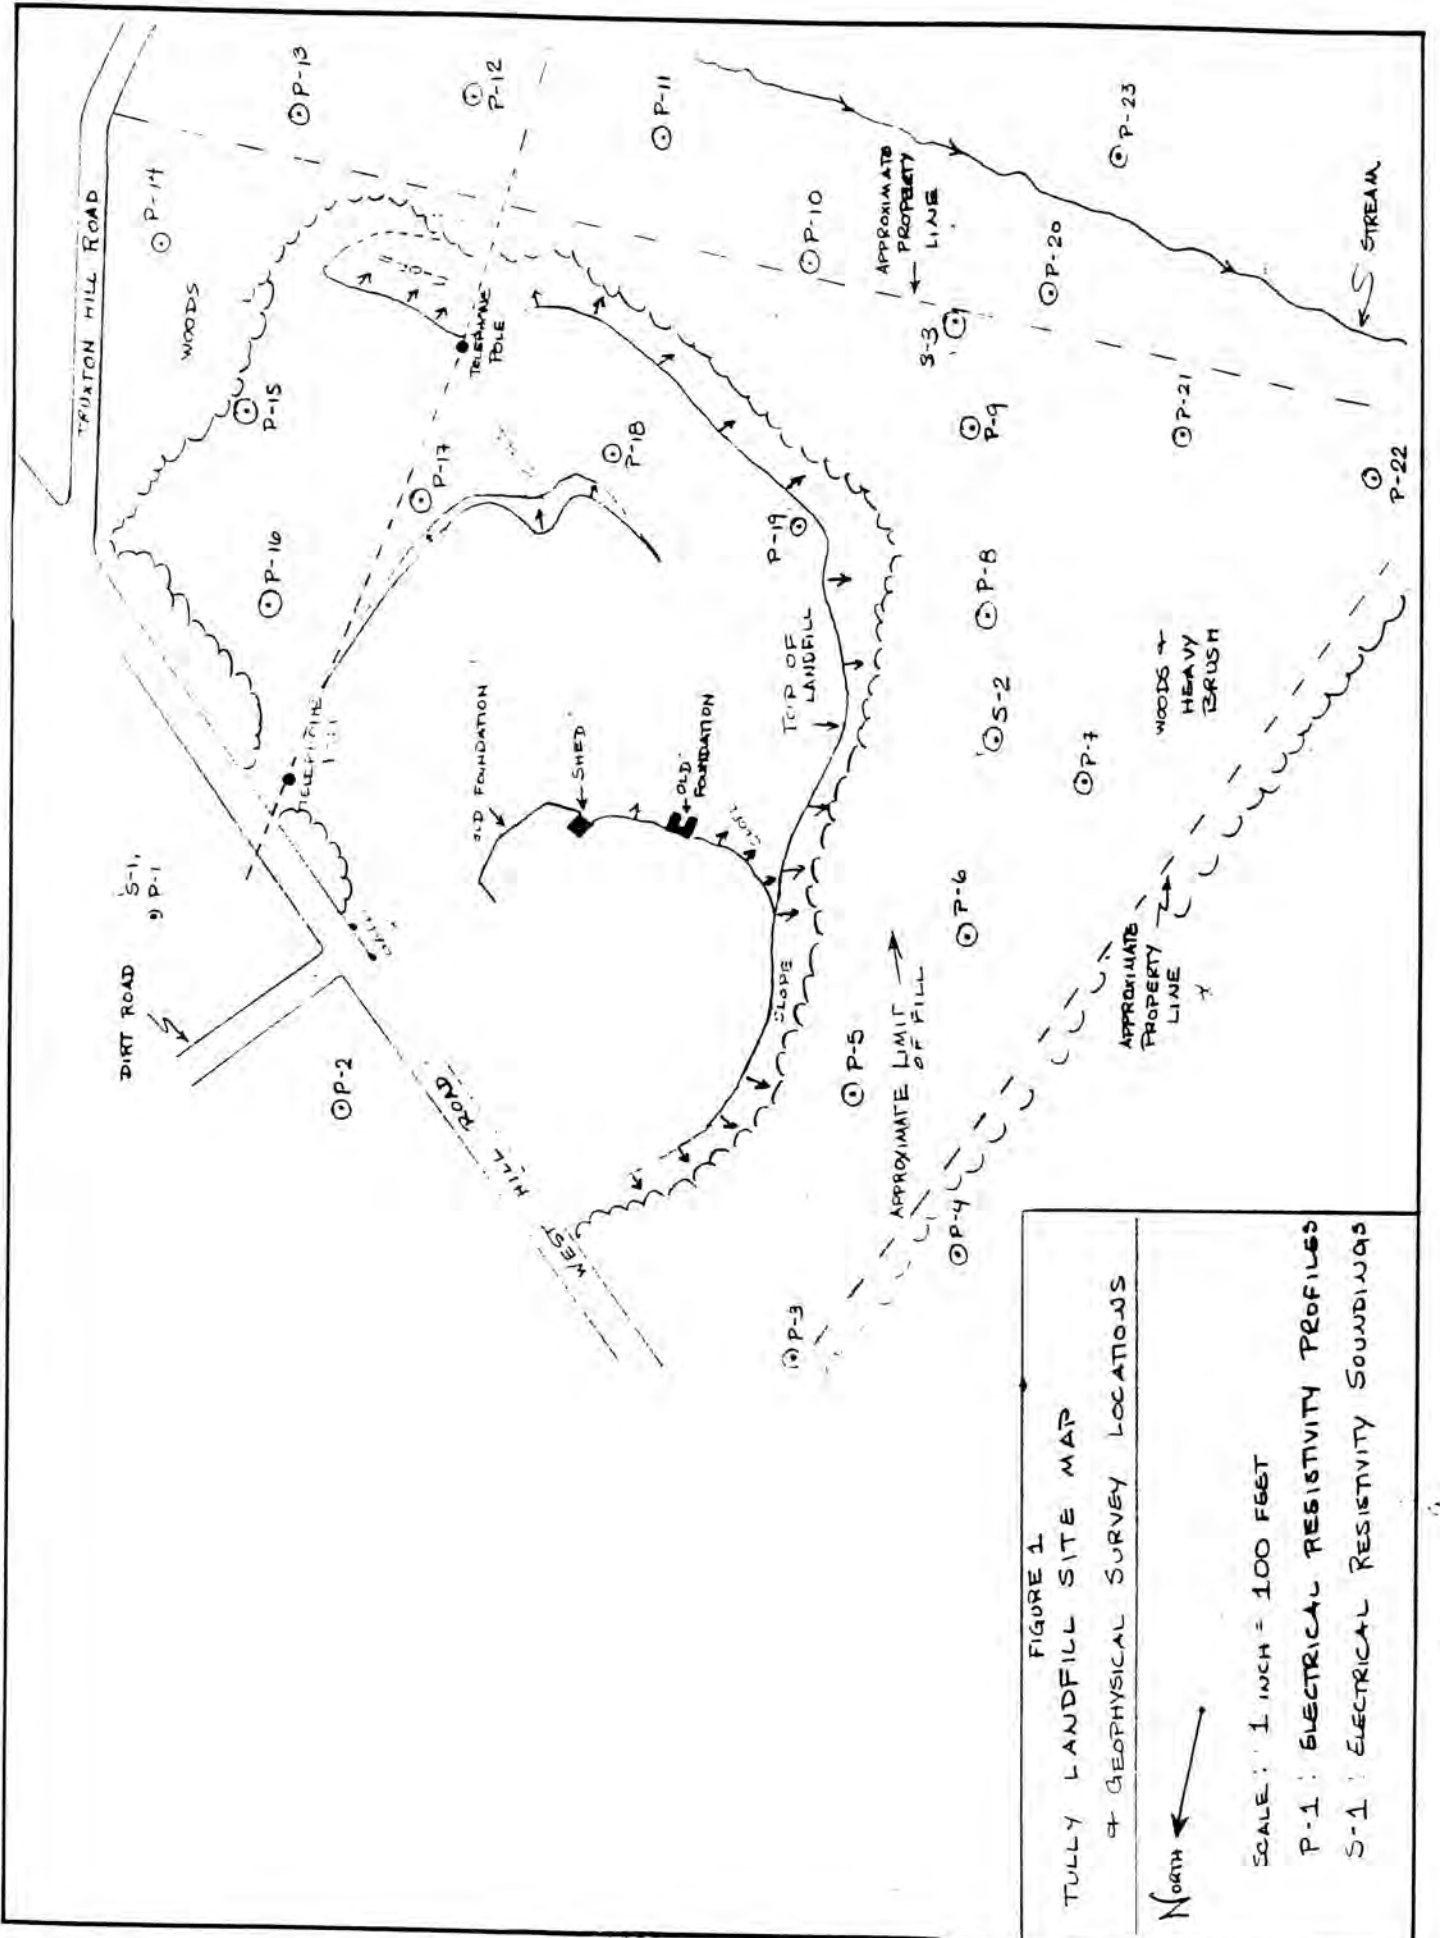 TRUXTON HILL ROAD
P-13
P-12
P-11
P-23
P-14
WOODS
P-10
APPROXIMATE
PROPERTY
LINE
P-20
STREAM
TELEPHONE
POLE
P-15
S-3
P-9
P-21
P-17
P-18
P-22
P-16
P-19
P-8
TOP OF
LANDFILL
WOODS &
HEAVY
BRUSH
TELEPHONE
OLD FOUNDATION
SHED
OLD
FOUNDATION
SLOPE
S-2
P-7
S-1,
P-1
DIRT ROAD
P-6
SLOPE
APPROXIMATE
PROPERTY
LINE
P-2
P-5
APPROXIMATE LIMIT
OF FILL
WEST HILL ROAD
P-4
P-3
FIGURE 1
TULLY LANDFILL SITE MAP
& GEOPHYSICAL SURVEY LOCATIONS
NORTH
SCALE: 1 INCH = 100 FEET
P-1: ELECTRICAL RESISTIVITY PROFILES
S-1: ELECTRICAL RESISTIVITY SOUNDINGS